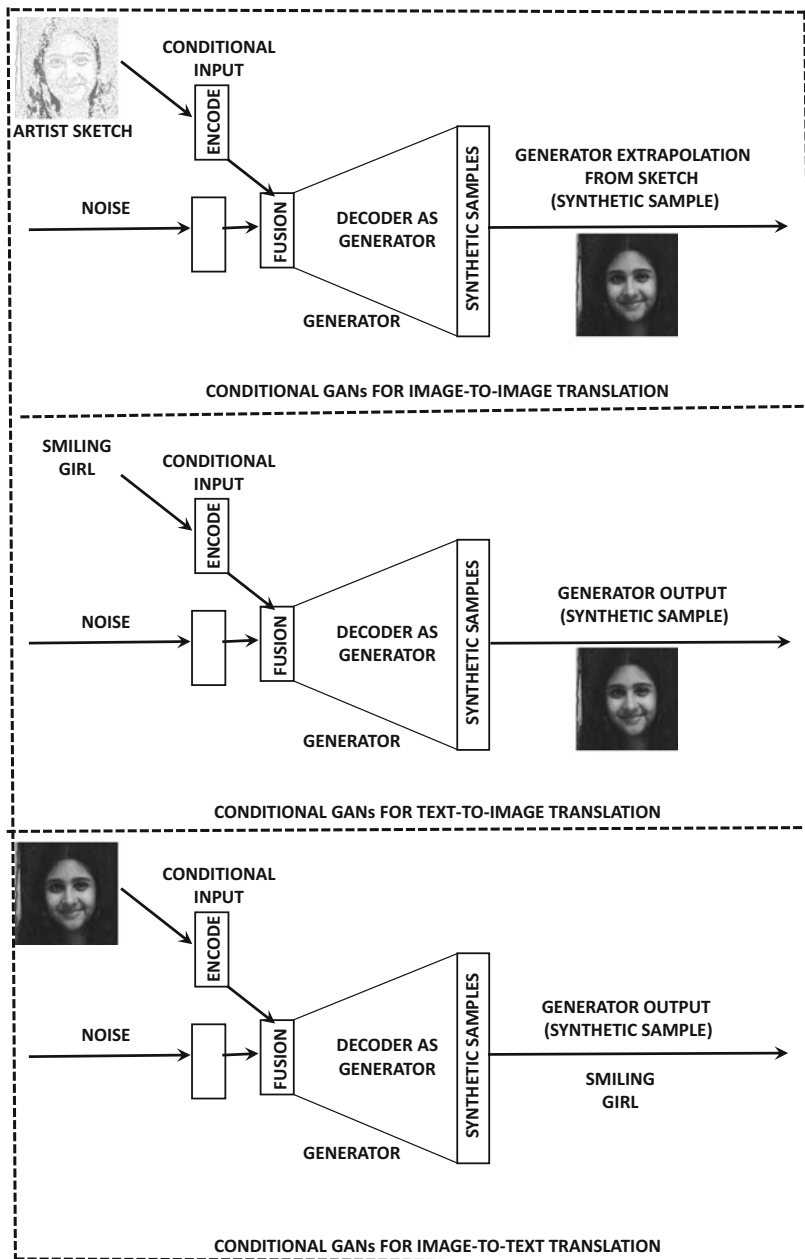 CONDITIONAL
INPUT
ENCODE
ARTIST SKETCH
NOISE
FUSION
DECODER AS
GENERATOR
SYNTHETIC SAMPLES
GENERATOR EXTRAPOLATION
FROM SKETCH
(SYNTHETIC SAMPLE)
GENERATOR
CONDITIONAL GANs FOR IMAGE-TO-IMAGE TRANSLATION
SMILING
GIRL
CONDITIONAL
INPUT
ENCODE
NOISE
FUSION
DECODER AS
GENERATOR
SYNTHETIC SAMPLES
GENERATOR OUTPUT
(SYNTHETIC SAMPLE)
GENERATOR
CONDITIONAL GANs FOR TEXT-TO-IMAGE TRANSLATION
CONDITIONAL
INPUT
ENCODE
NOISE
FUSION
DECODER AS
GENERATOR
SYNTHETIC SAMPLES
GENERATOR OUTPUT
(SYNTHETIC SAMPLE)
SMILING
GIRL
GENERATOR
CONDITIONAL GANs FOR IMAGE-TO-TEXT TRANSLATION